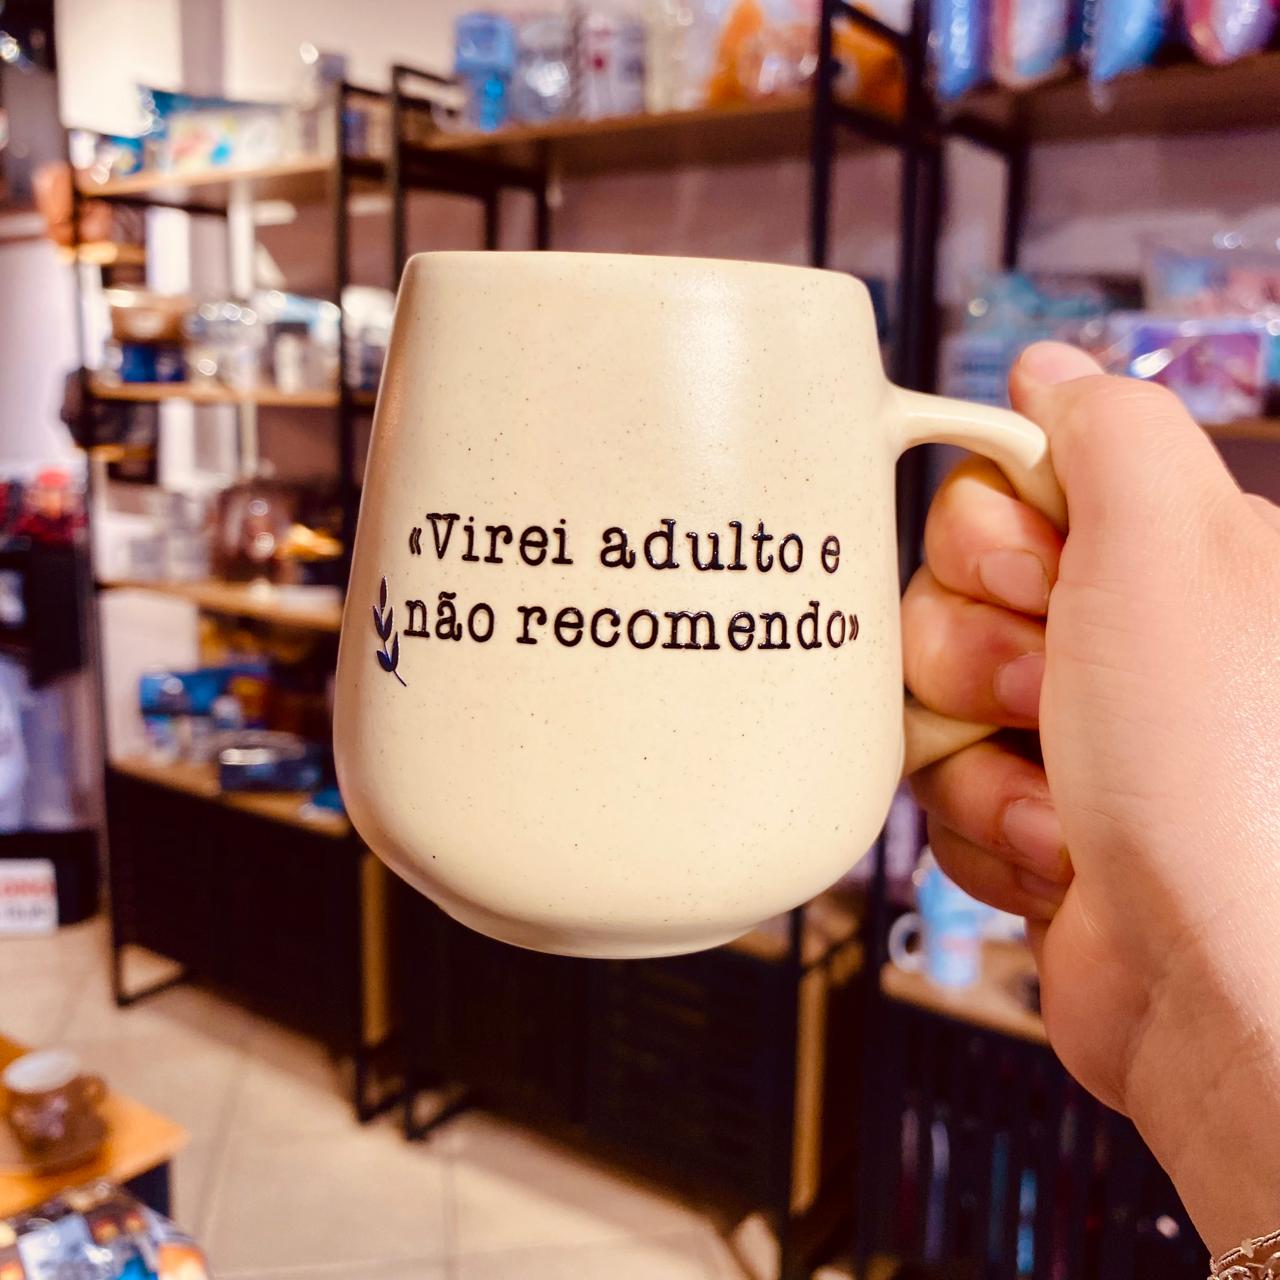 «Virei adulto e
não recomendo»